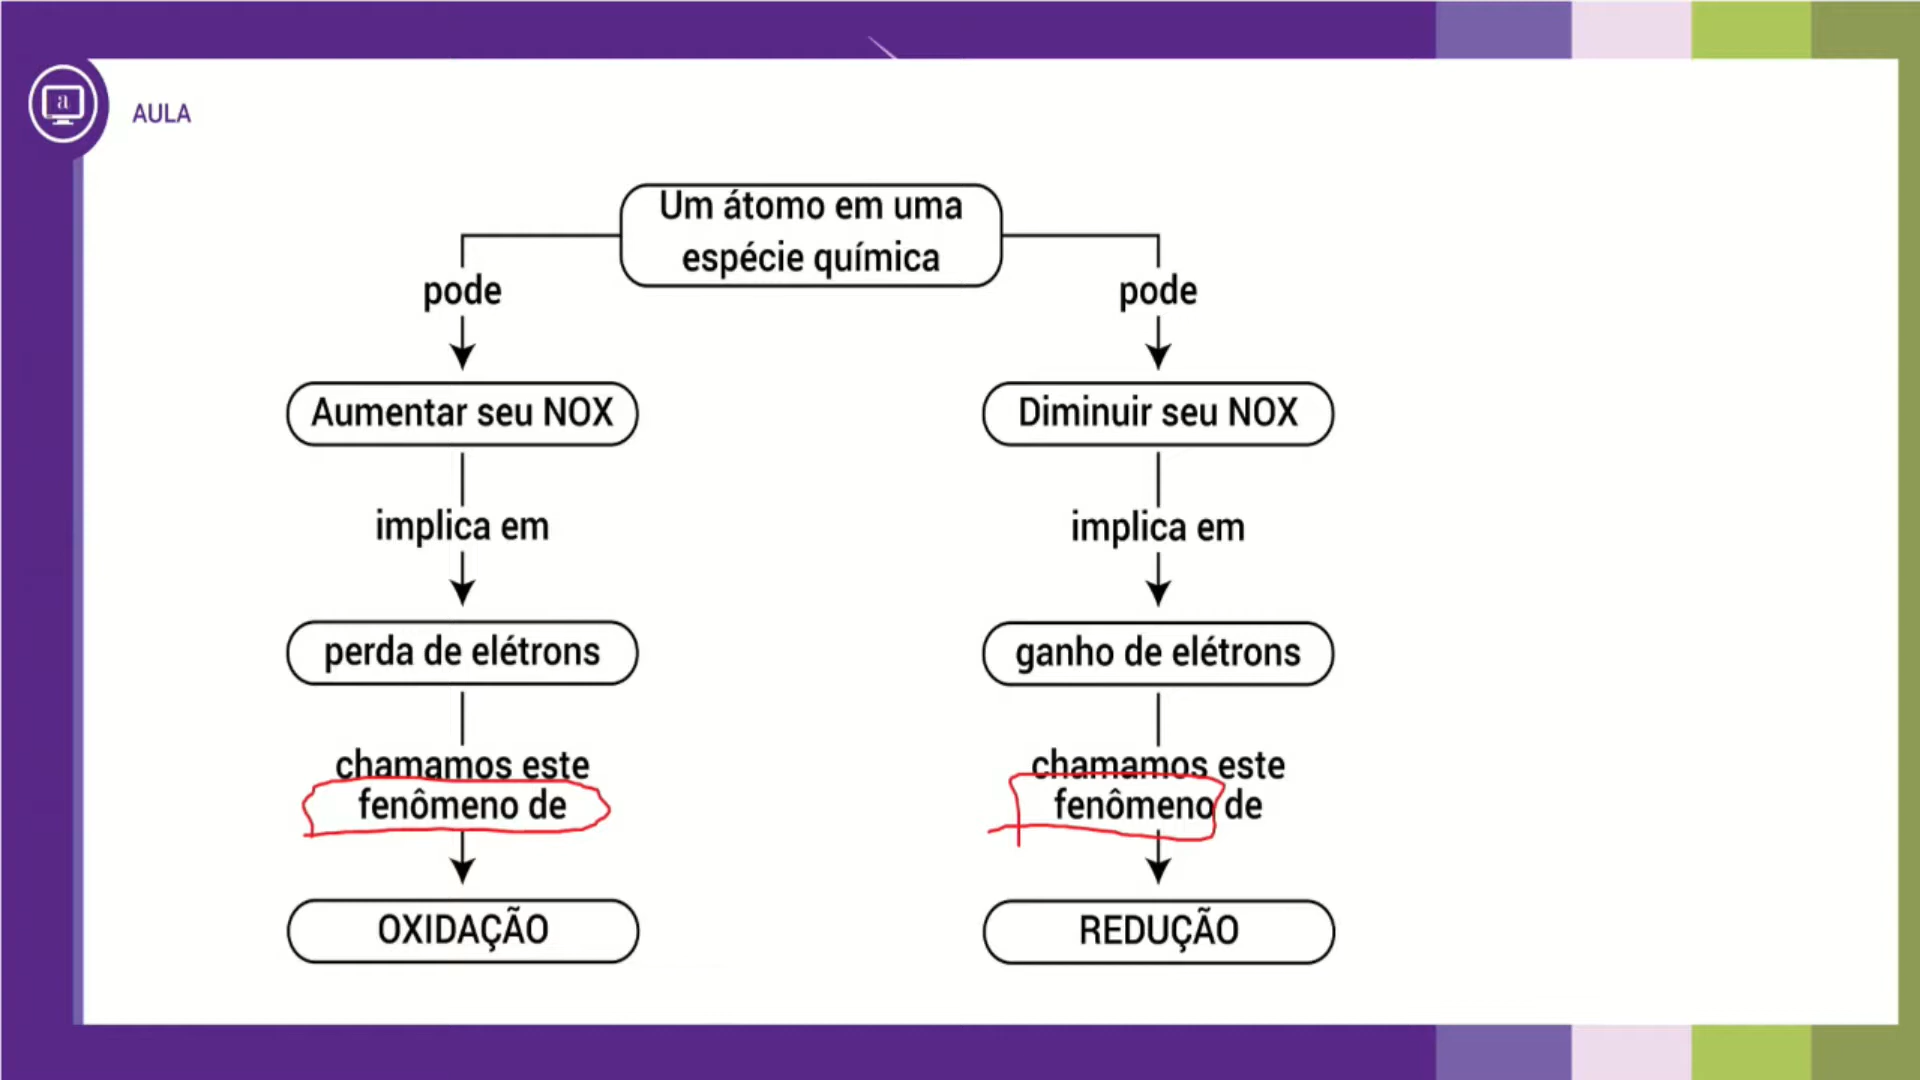 a
AULA
Um átomo em uma
espécie química
pode
pode
Aumentar seu NOX
Diminuir seu NOX
implica em
implica em
perda de elétrons
ganho de elétrons
chamamos este
fenômeno de
chamamos este
fenômeno de
OXIDAÇÃO
REDUÇÃO